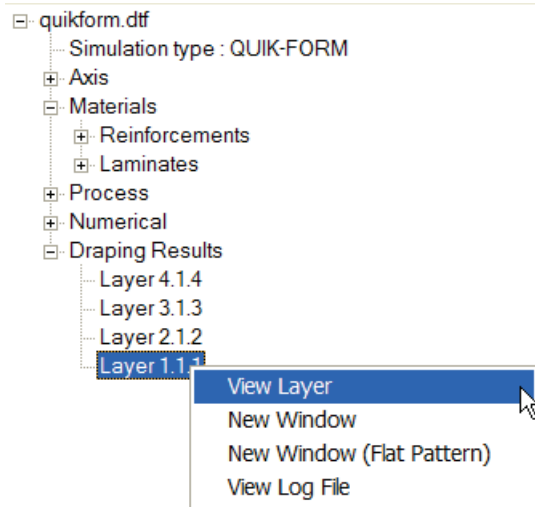 quikform.dtf
Simulation type : QUIK-FORM
Axis
Materials
Reinforcements
Laminates
Process
Numerical
Draping Results
Layer 4.1.4
Layer 3.1.3
Layer 2.1.2
Layer 1.1.1
View Layer
New Window
New Window (Flat Pattern)
View Log File